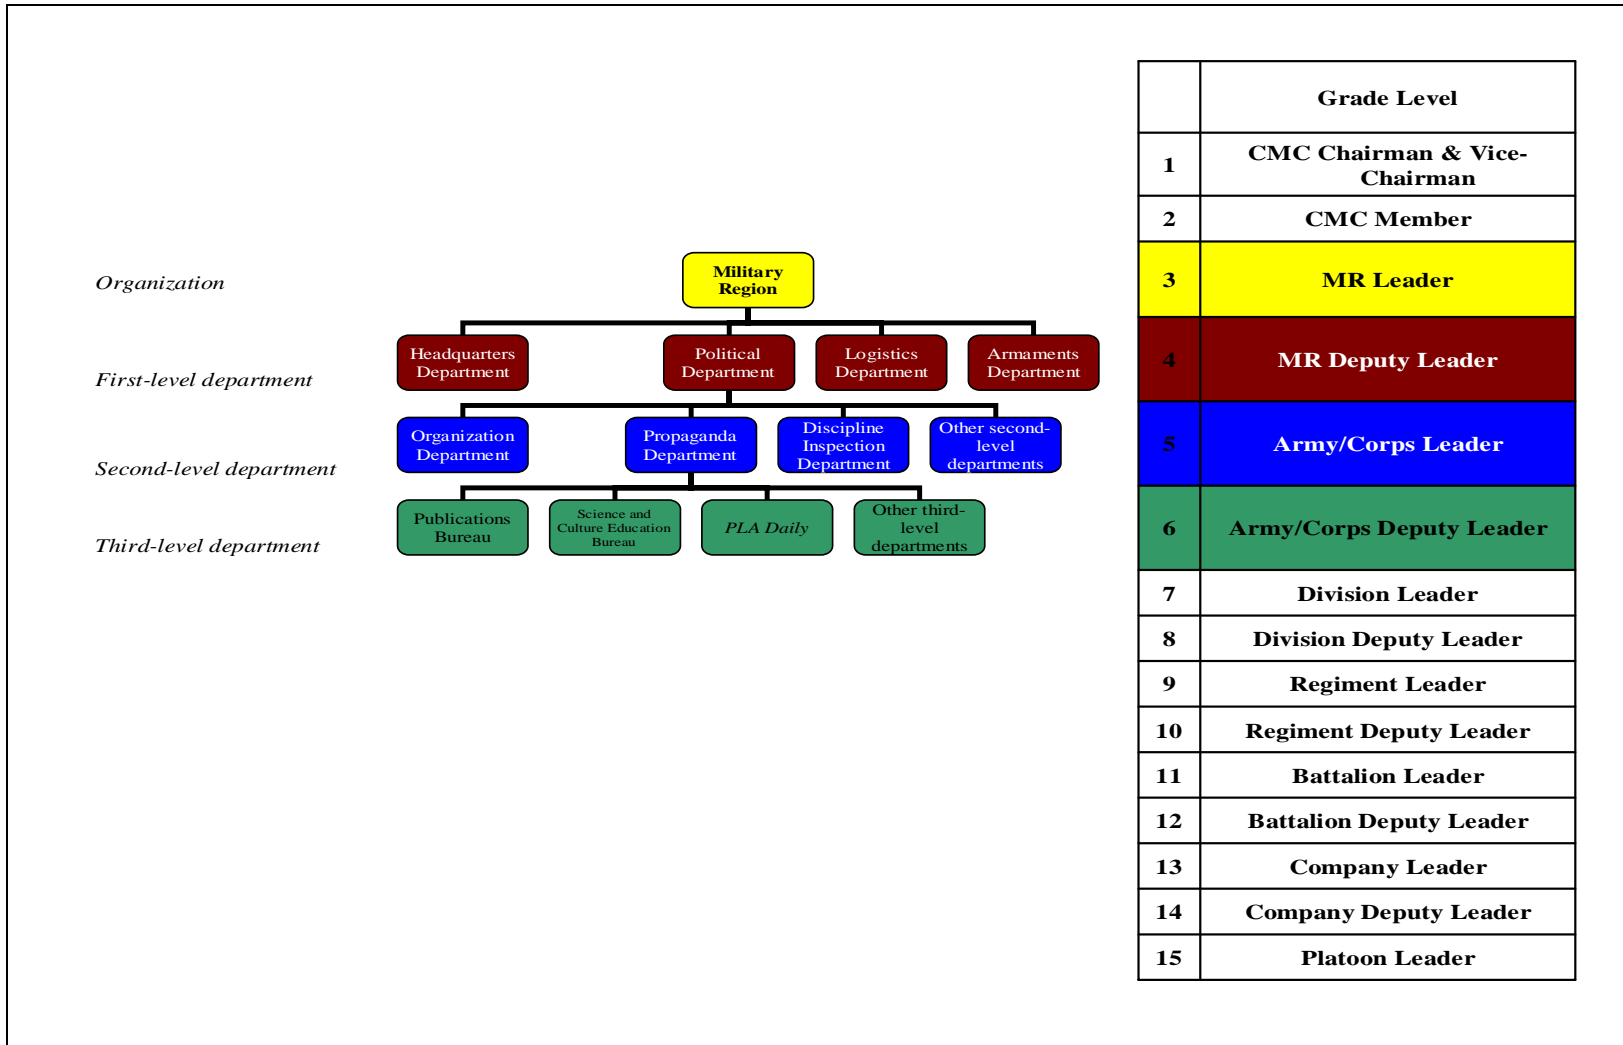 Organization
First-level department
Second-level department
Third-level department
Military
Region
Headquarters
Department
Political
Department
Logistics
Department
Armaments
Department
Organization
Department
Propaganda
Department
Discipline
Inspection
Department
Other second-
level
departments
Publications
Bureau
Science and
Culture Education
Bureau
PLA Daily
Other third-
level
departments
Grade Level
1 CMC Chairman & Vice-
Chairman
2 CMC Member
3 MR Leader
4 MR Deputy Leader
5 Army/Corps Leader
6 Army/Corps Deputy Leader
7 Division Leader
8 Division Deputy Leader
9 Regiment Leader
10 Regiment Deputy Leader
11 Battalion Leader
12 Battalion Deputy Leader
13 Company Leader
14 Company Deputy Leader
15 Platoon Leader